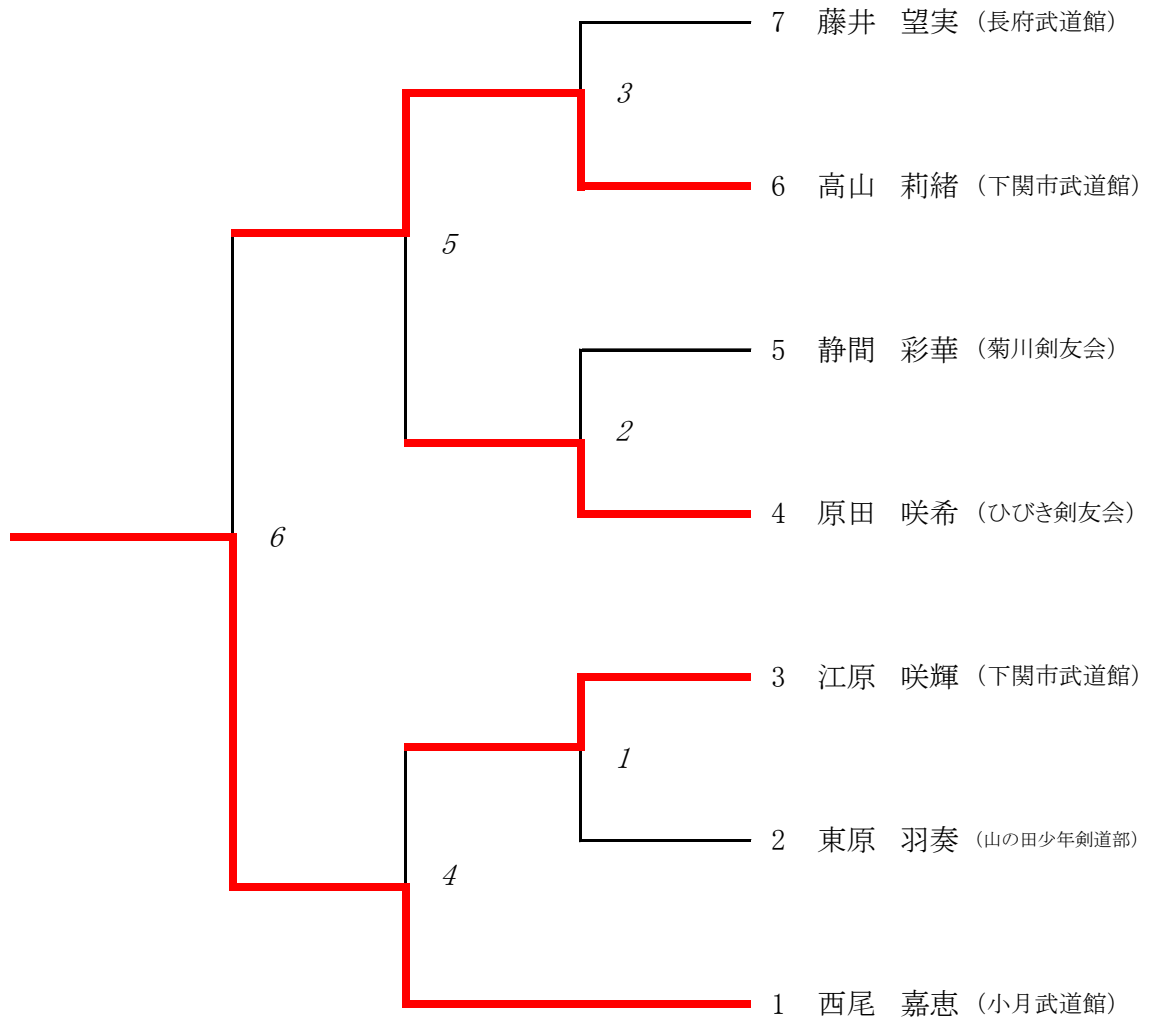 7 藤井 望実 （長府武道館）
3
6 高山 莉緒 （下関市武道館）
5
5 静間 彩華 （菊川剣友会）
2
4 原田 咲希 （ひびき剣友会）
6
3 江原 咲輝 （下関市武道館）
1
2 東原 羽奏 （山の田少年剣道部）
4
1 西尾 嘉恵 （小月武道館）